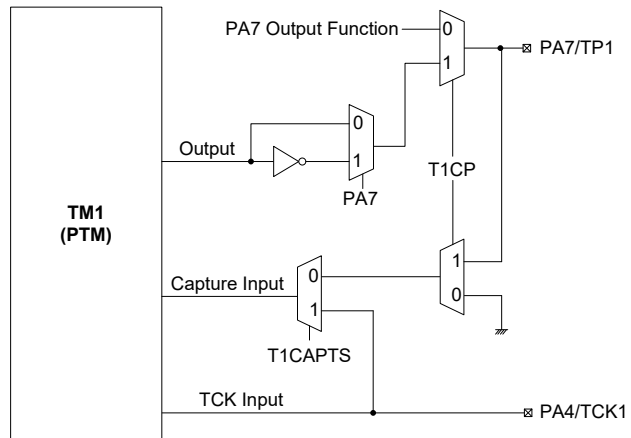 PA7 Output Function
0
1
PA7/TP1
Output
0
1
PA7
T1CP
TM1
(PTM)
Capture Input
0
1
1
0
T1CAPTS
TCK Input
PA4/TCK1